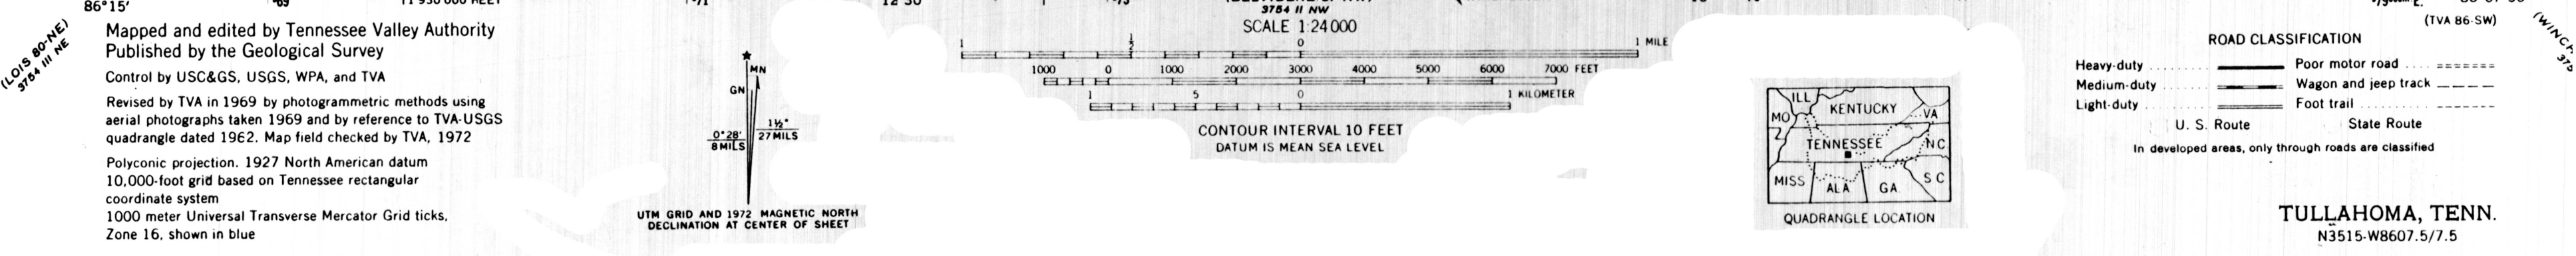 86°15′
(LOIS 80-NE)
3754 III NE
Mapped and edited by Tennessee Valley Authority
Published by the Geological Survey
Control by USC&GS, USGS, WPA, and TVA
Revised by TVA in 1969 by photogrammetric methods using
aerial photographs taken 1969 and by reference to TVA-USGS
quadrangle dated 1962. Map field checked by TVA, 1972
Polyconic projection. 1927 North American datum
10,000-foot grid based on Tennessee rectangular
coordinate system
1000 meter Universal Transverse Mercator Grid ticks,
Zone 16, shown in blue
MN
GN
0°28′
8 MILS
1½°
27 MILS
UTM GRID AND 1972 MAGNETIC NORTH
DECLINATION AT CENTER OF SHEET
3754 II NW
SCALE 1:24 000
1 ½ 0 1 MILE
1000 0 1000 2000 3000 4000 5000 6000 7000 FEET
1 5 0 1 KILOMETER
CONTOUR INTERVAL 10 FEET
DATUM IS MEAN SEA LEVEL
ILL
KENTUCKY
MO
VA
TENNESSEE
NC
MISS
ALA
GA
SC
QUADRANGLE LOCATION
(TVA 86-SW)
ROAD CLASSIFICATION
Heavy-duty Poor motor road
Medium-duty Wagon and jeep track
Light-duty Foot trail
U. S. Route State Route
In developed areas, only through roads are classified
TULLAHOMA, TENN.
N3515-W8607.5/7.5